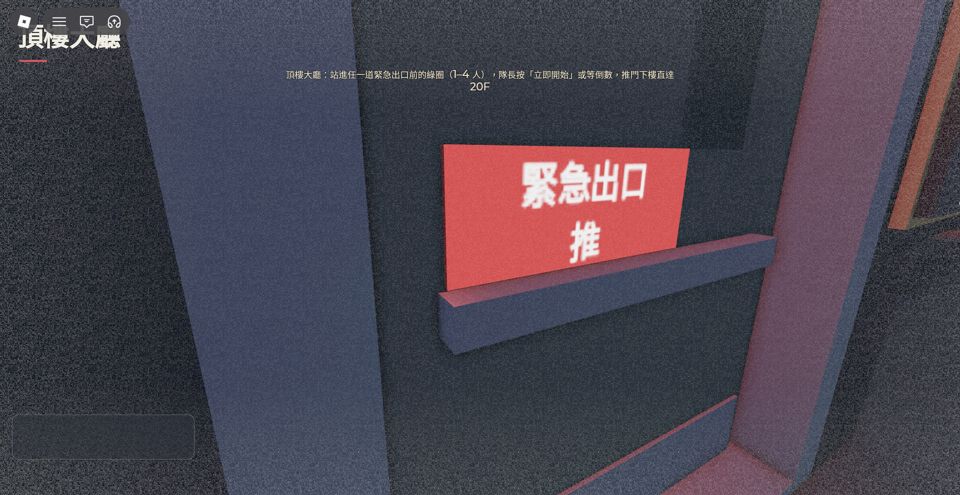 頂樓大廳
頂樓大廳：站進任一道緊急出口前的綠圈（1–4 人），隊長按「立即開始」或等倒數，推門下樓直達
20F
緊急出口
推